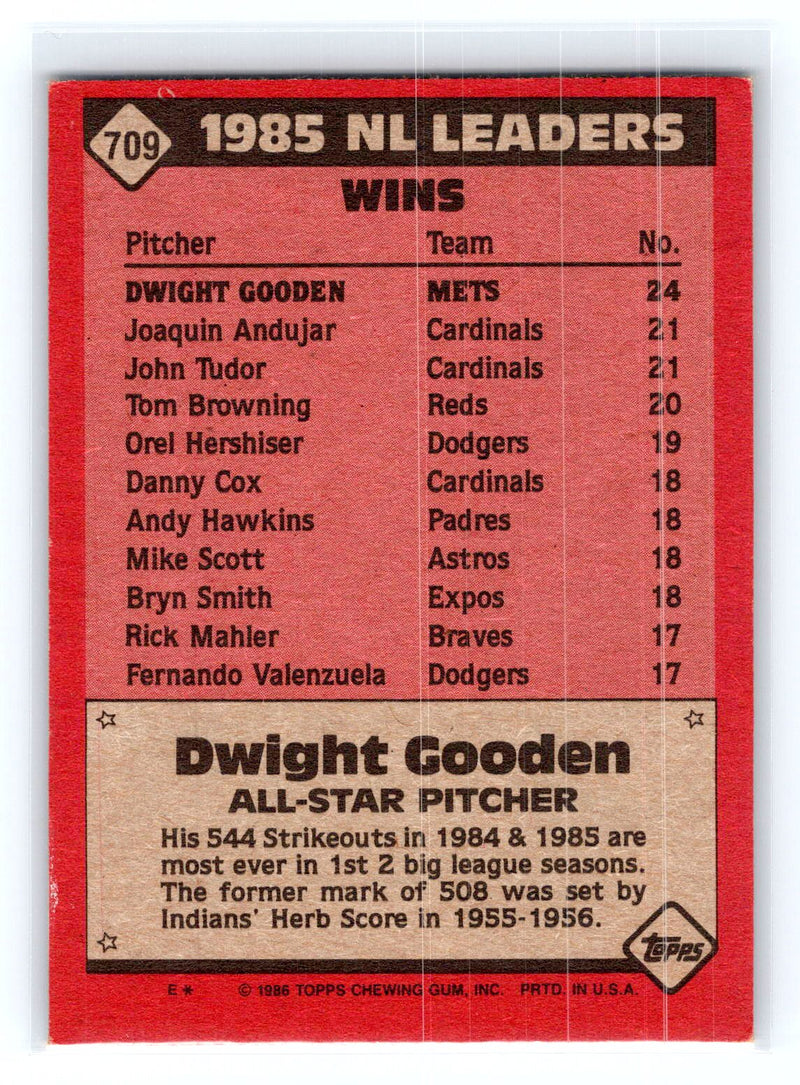 709 1985 NL LEADERS
WINS
Pitcher Team No.
DWIGHT GOODEN METS 24
Joaquin Andujar Cardinals 21
John Tudor Cardinals 21
Tom Browning Reds 20
Orel Hershiser Dodgers 19
Danny Cox Cardinals 18
Andy Hawkins Padres 18
Mike Scott Astros 18
Bryn Smith Expos 18
Rick Mahler Braves 17
Fernando Valenzuela Dodgers 17
Dwight Gooden
ALL-STAR PITCHER
His 544 Strikeouts in 1984 & 1985 are
most ever in 1st 2 big league seasons.
The former mark of 508 was set by
Indians' Herb Score in 1955-1956.
topps
E* © 1986 TOPPS CHEWING GUM, INC. PRTD. IN U.S.A.